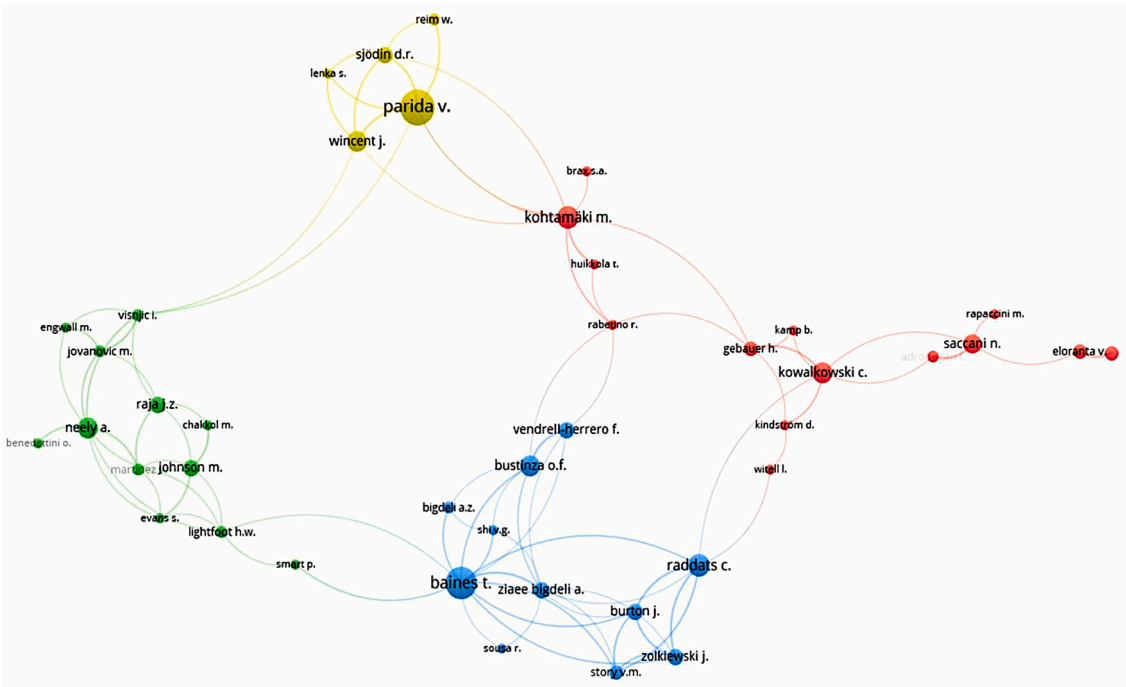 reim w.
sjödin d.r.
lenka s.
parida v.
wincent j.
brax s.a.
kohtamäki m.
huikkola t.
rabetino r.
visnjic i.
engwall m.
jovanovic m.
rapaccini m.
kamp b.
saccani n.
gebauer h.
eloranta v.
kowalkowski c.
raja j.z.
chakkol m.
kindström d.
neely a.
vendrell-herrero f.
benedettini o.
bustinza o.f.
johnson m.
martinez
witell l.
bigdeli a.z.
evans s.
shi v.g.
lightfoot h.w.
smart p.
raddats c.
baines t.
ziaee bigdeli a.
burton j.
sousa r.
zolkiewski j.
story v.m.